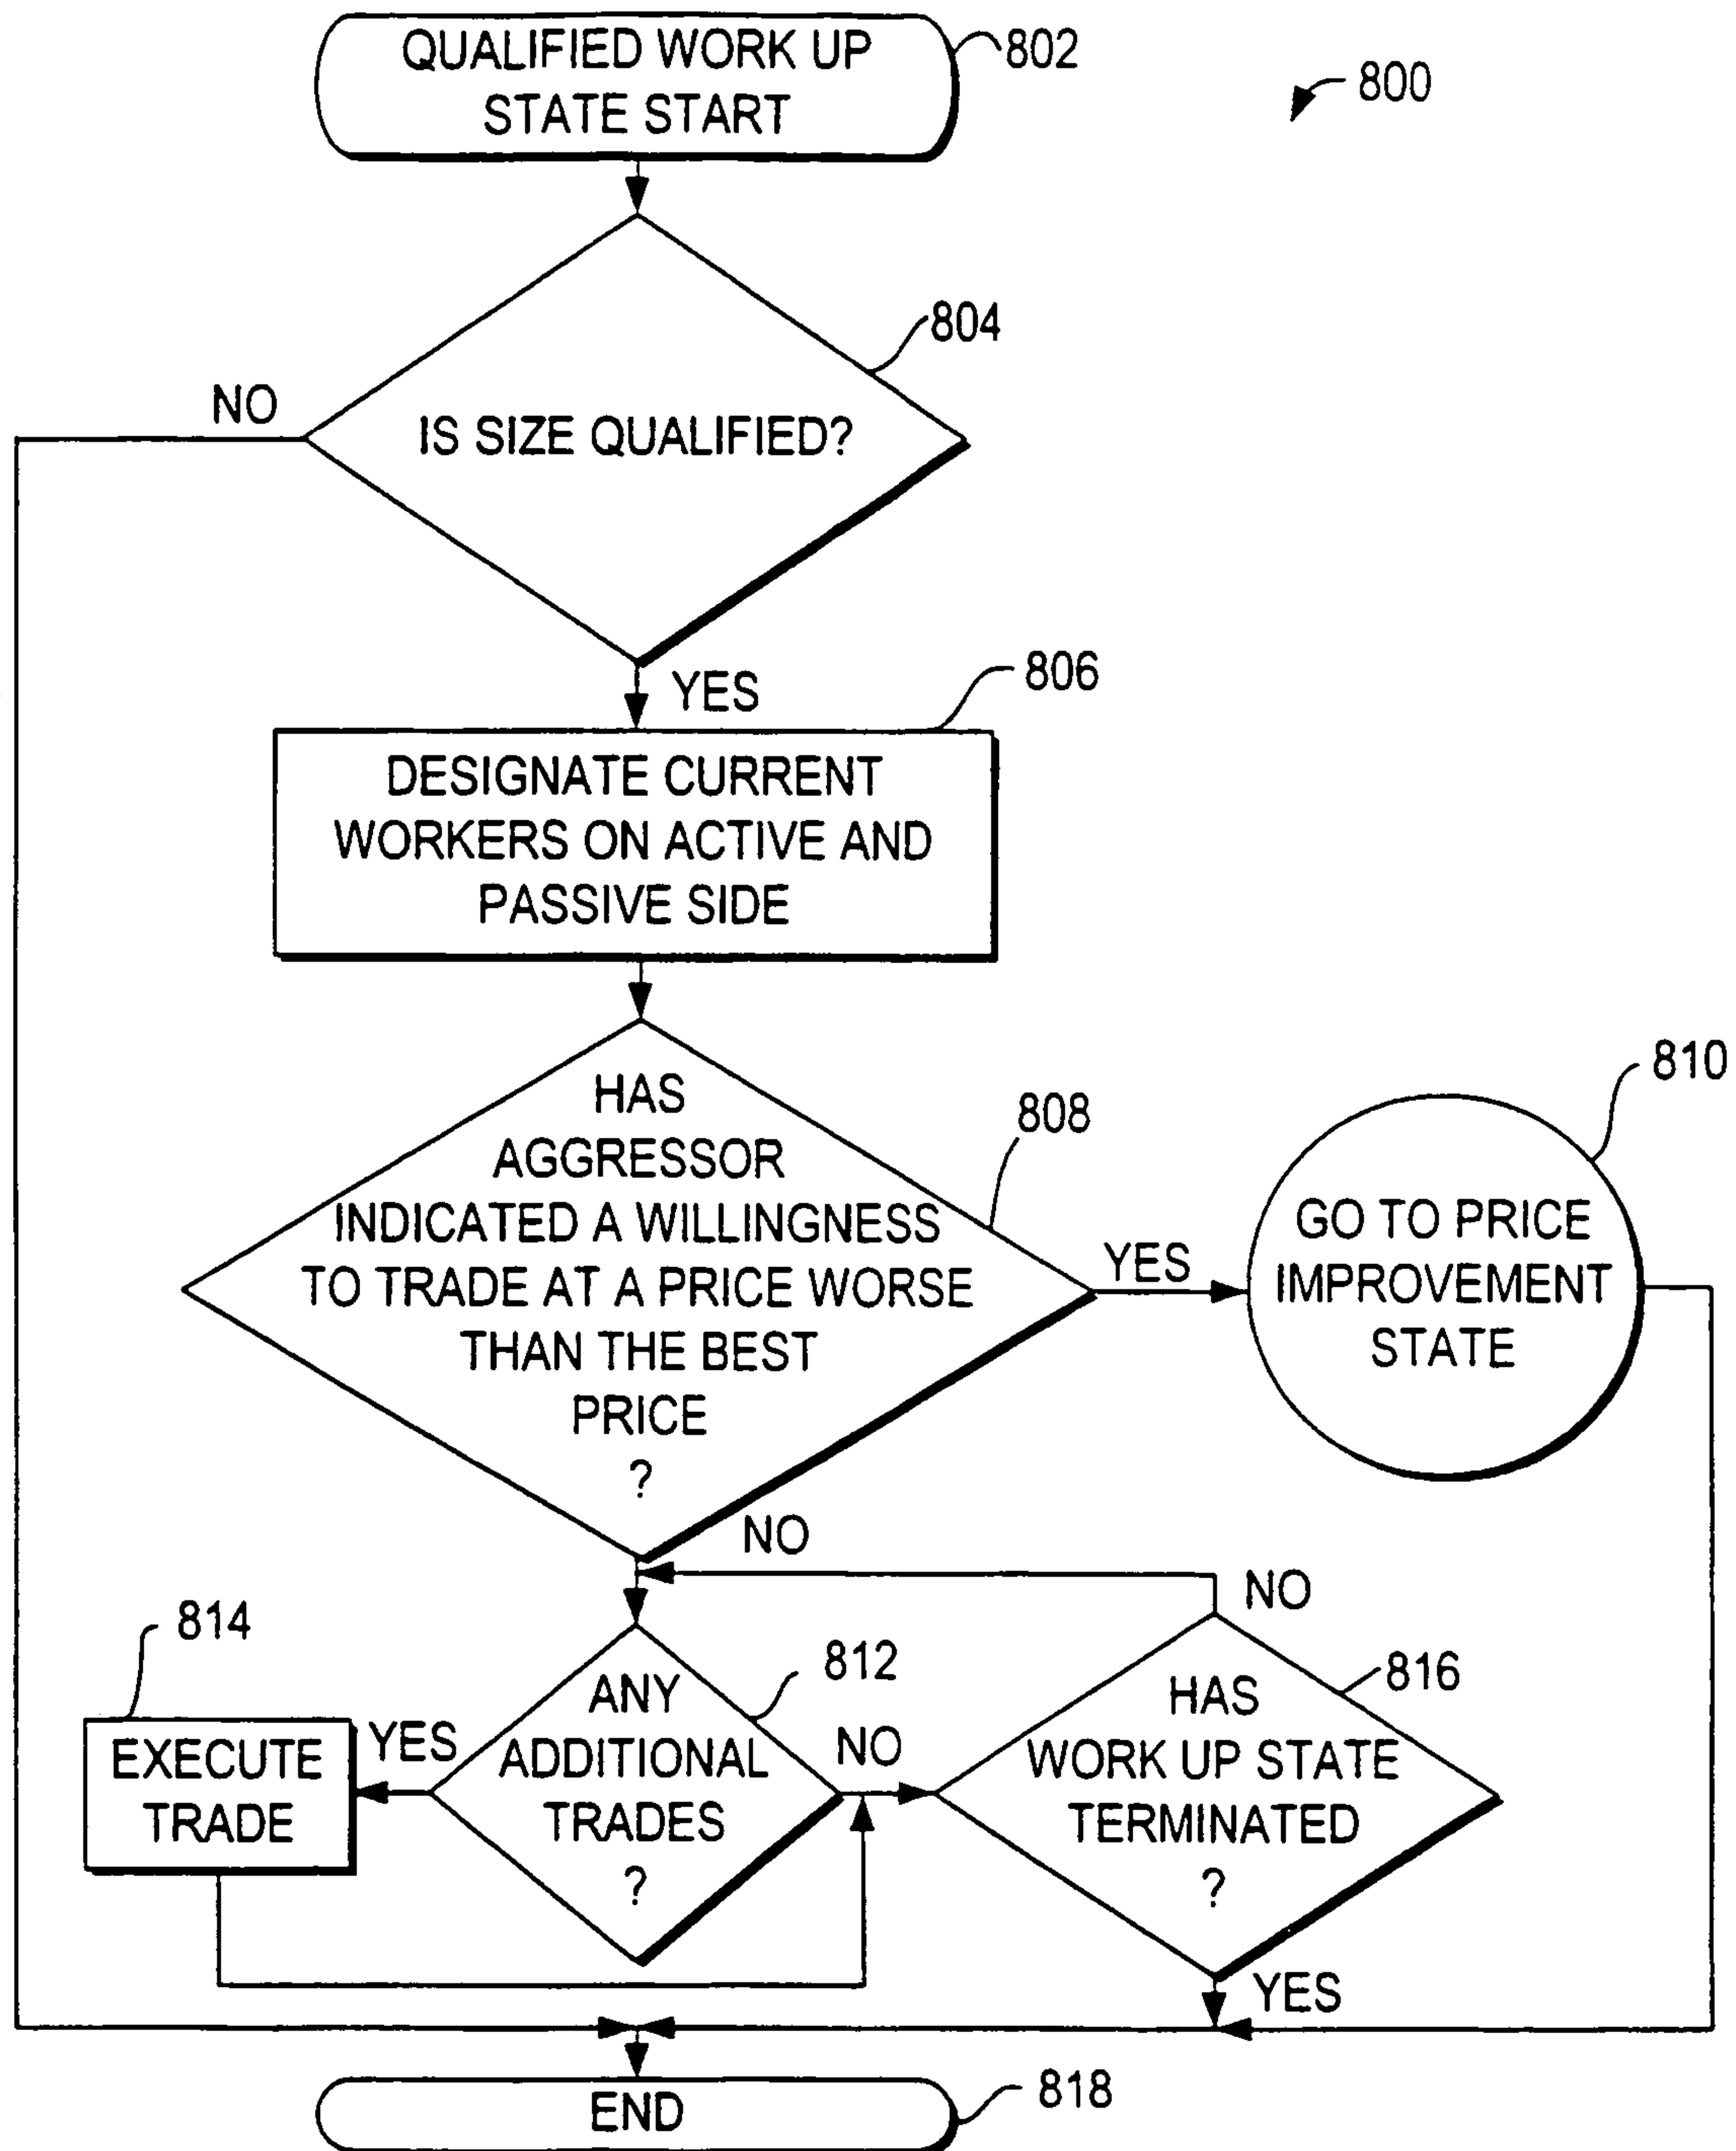 QUALIFIED WORK UP
STATE START
802
800
804
NO
IS SIZE QUALIFIED?
YES
806
DESIGNATE CURRENT
WORKERS ON ACTIVE AND
PASSIVE SIDE
HAS
AGGRESSOR
INDICATED A WILLINGNESS
TO TRADE AT A PRICE WORSE
THAN THE BEST
PRICE
?
808
YES
810
GO TO PRICE
IMPROVEMENT
STATE
NO
NO
814
EXECUTE
TRADE
YES
ANY
ADDITIONAL
TRADES
?
812
NO
HAS
WORK UP STATE
TERMINATED
?
816
YES
END
818